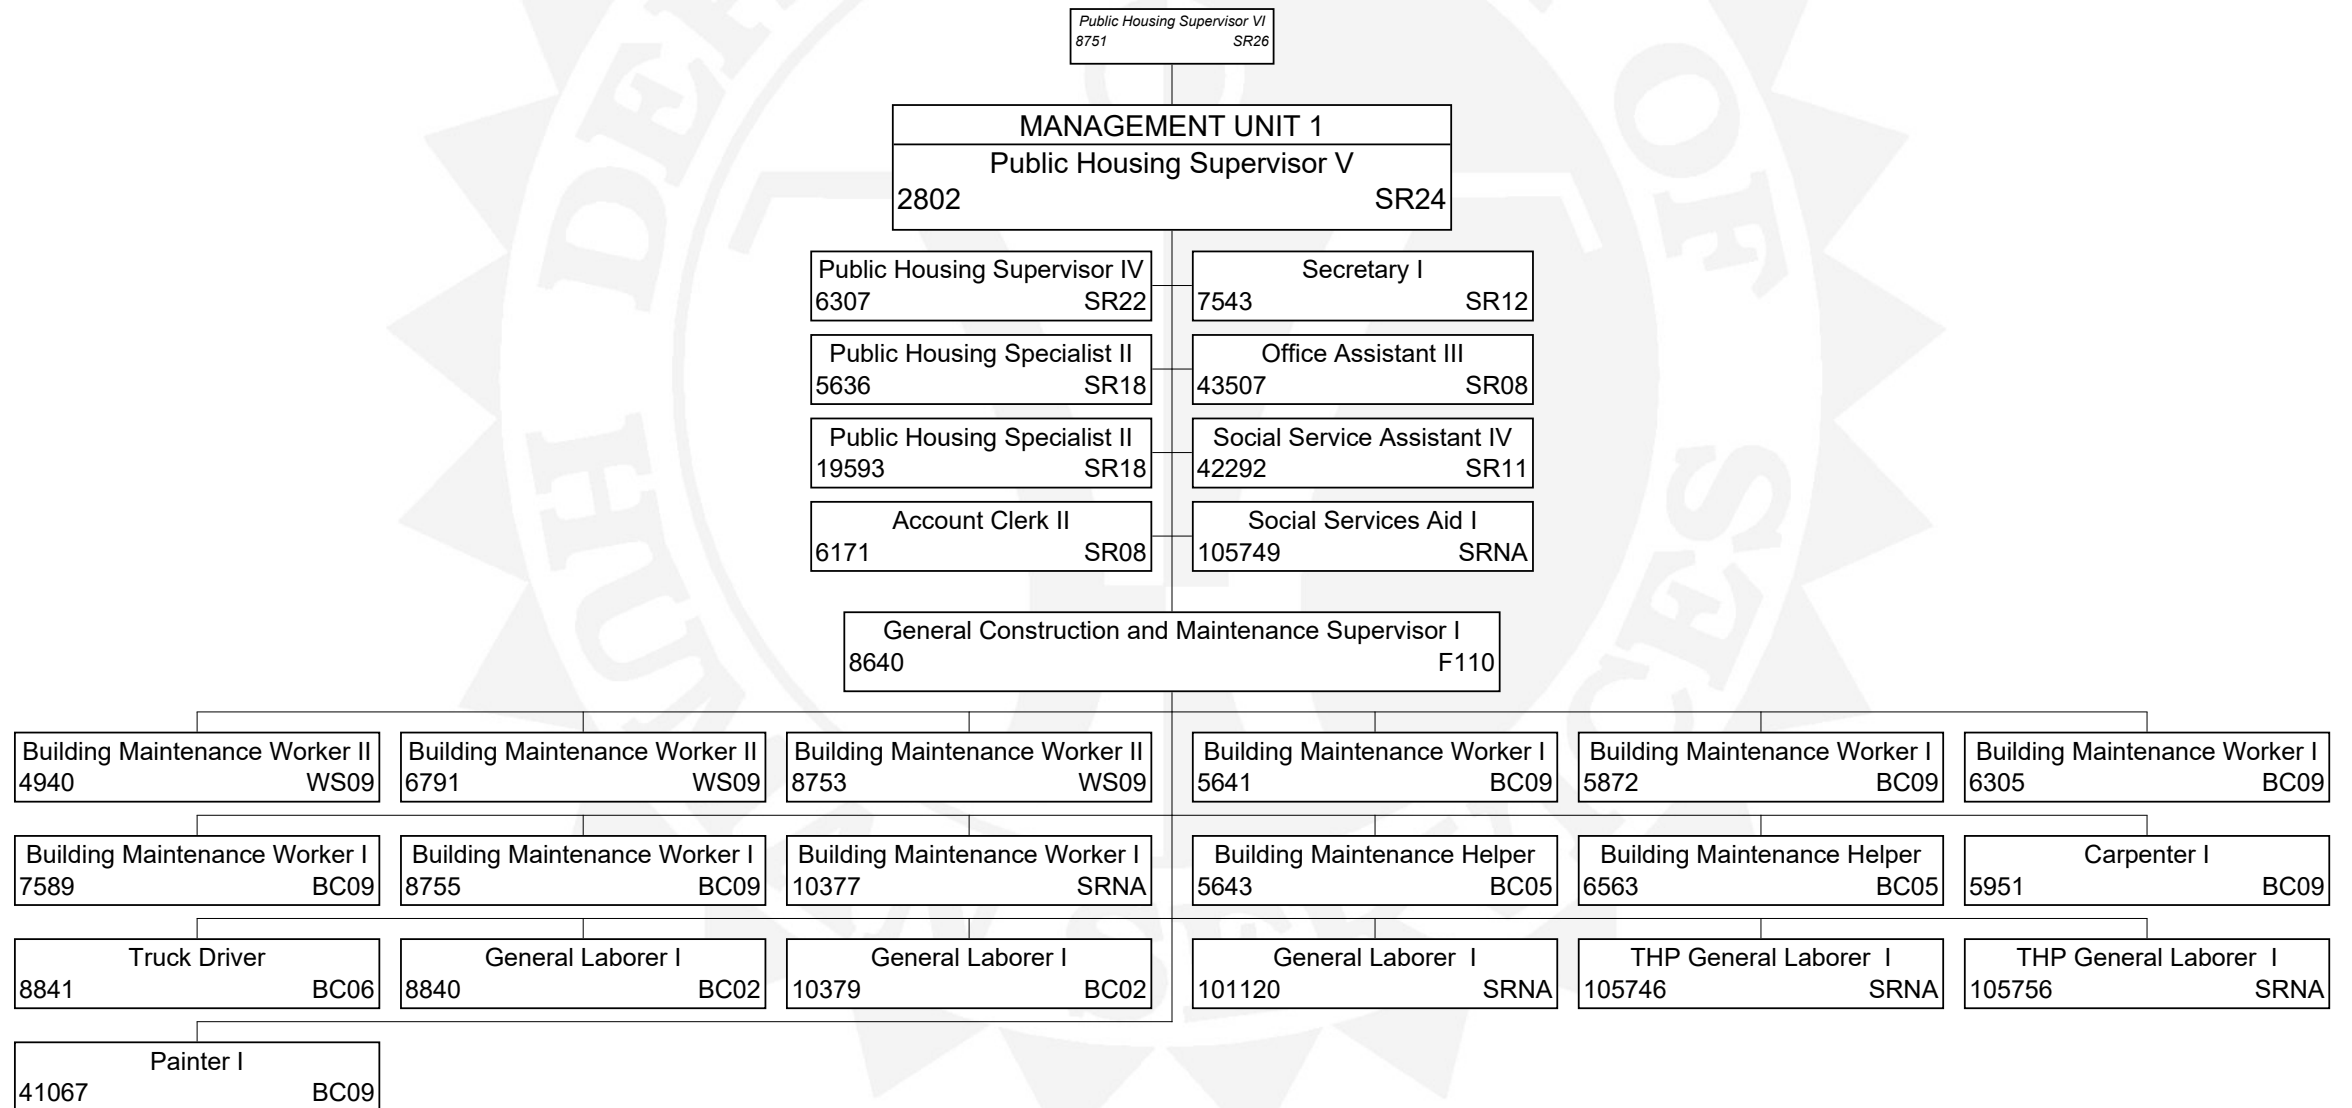 Public Housing Supervisor VI
8751 SR26
MANAGEMENT UNIT 1
Public Housing Supervisor V
2802 SR24
Public Housing Supervisor IV
6307 SR22
Secretary I
7543 SR12
Public Housing Specialist II
5636 SR18
Office Assistant III
43507 SR08
Public Housing Specialist II
19593 SR18
Social Service Assistant IV
42292 SR11
Account Clerk II
6171 SR08
Social Services Aid I
105749 SRNA
General Construction and Maintenance Supervisor I
8640 F110
Building Maintenance Worker II
4940 WS09
Building Maintenance Worker II
6791 WS09
Building Maintenance Worker II
8753 WS09
Building Maintenance Worker I
5641 BC09
Building Maintenance Worker I
5872 BC09
Building Maintenance Worker I
6305 BC09
Building Maintenance Worker I
7589 BC09
Building Maintenance Worker I
8755 BC09
Building Maintenance Worker I
10377 SRNA
Building Maintenance Helper
5643 BC05
Building Maintenance Helper
6563 BC05
Carpenter I
5951 BC09
Truck Driver
8841 BC06
General Laborer I
8840 BC02
General Laborer I
10379 BC02
General Laborer I
101120 SRNA
THP General Laborer I
105746 SRNA
THP General Laborer I
105756 SRNA
Painter I
41067 BC09